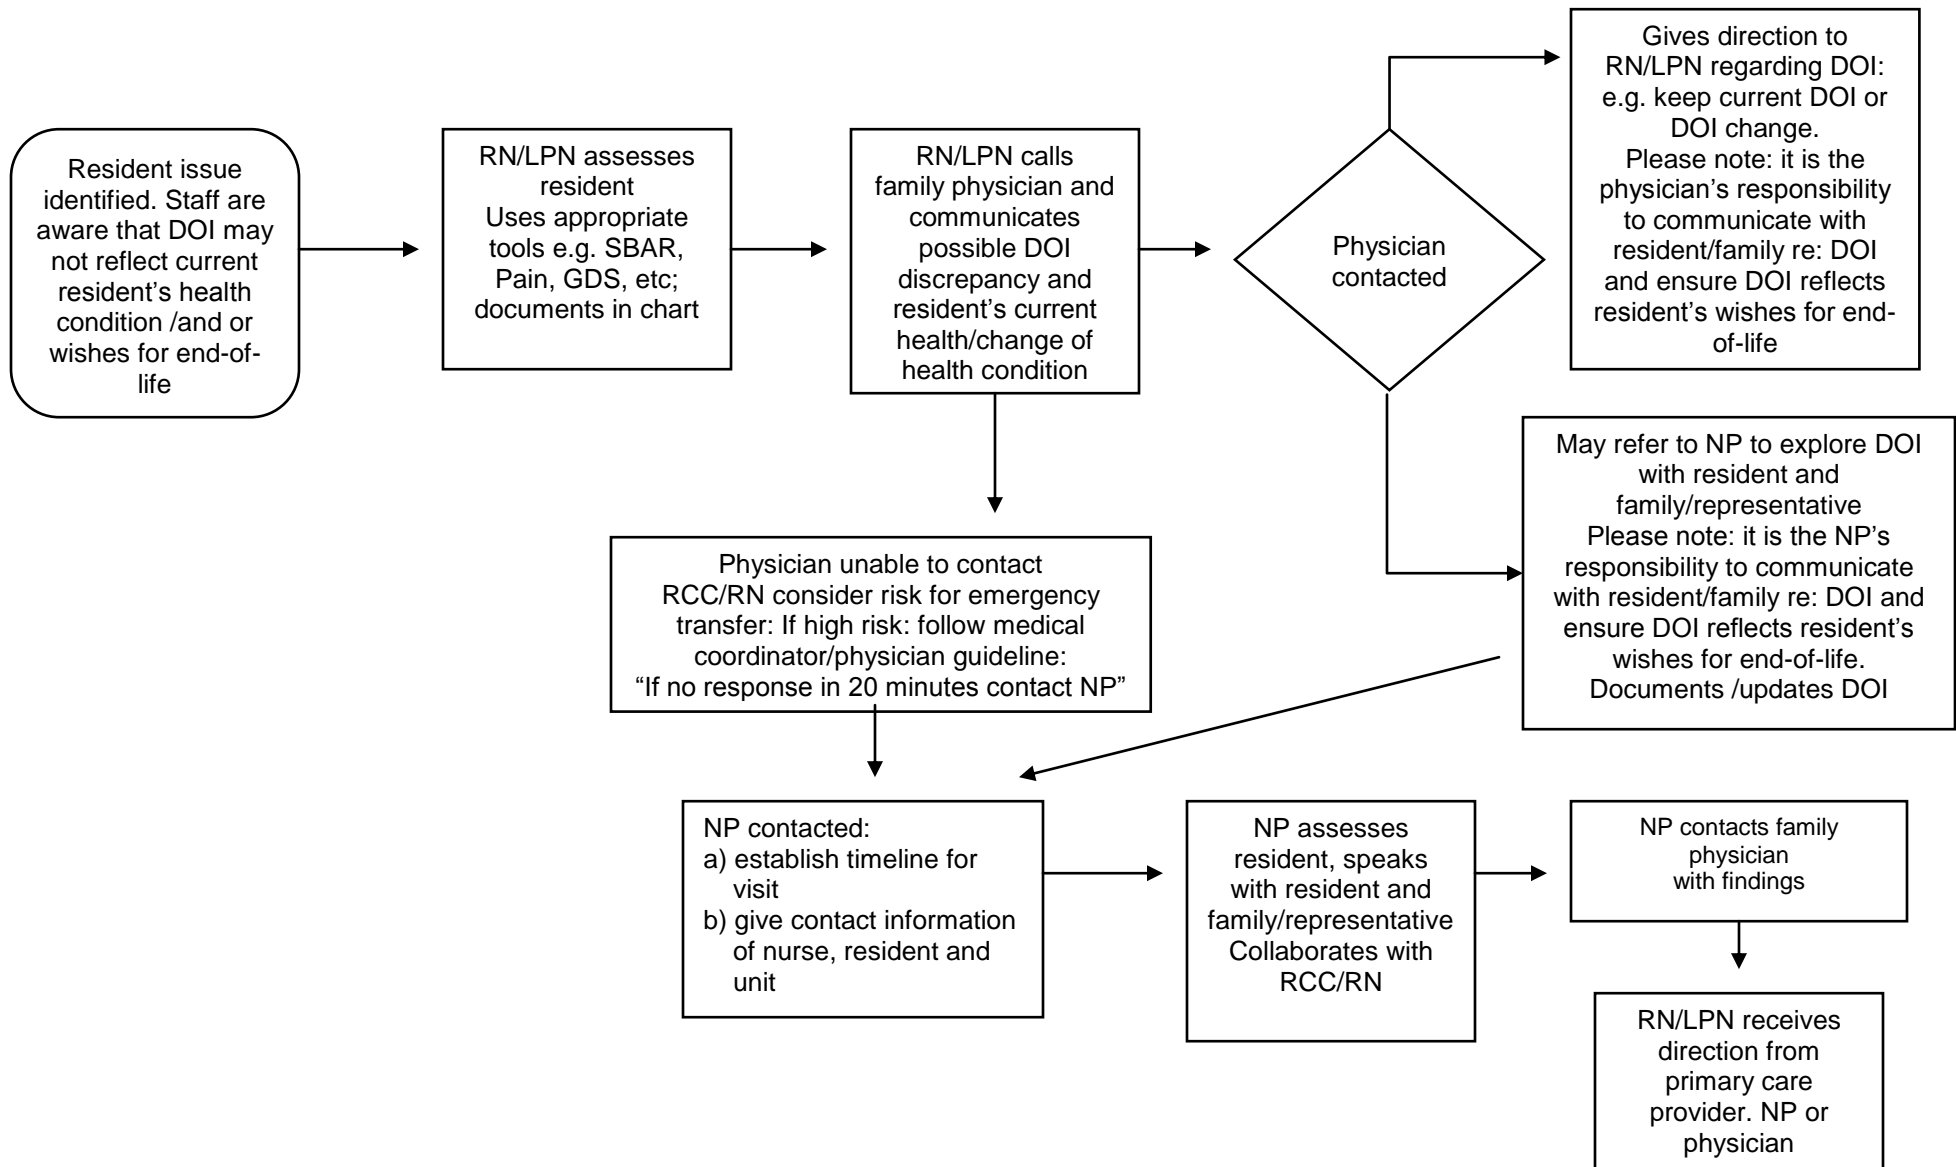 Resident issue
identified. Staff are
aware that DOI may
not reflect current
resident’s health
condition /and or
wishes for end-of-
life
RN/LPN assesses
resident
Uses appropriate
tools e.g. SBAR,
Pain, GDS, etc;
documents in chart
RN/LPN calls
family physician and
communicates
possible DOI
discrepancy and
resident’s current
health/change of
health condition
Physician
contacted
Gives direction to
RN/LPN regarding DOI:
e.g. keep current DOI or
DOI change.
Please note: it is the
physician’s responsibility
to communicate with
resident/family re: DOI
and ensure DOI reflects
resident’s wishes for end-
of-life
May refer to NP to explore DOI
with resident and
family/representative
Please note: it is the NP’s
responsibility to communicate
with resident/family re: DOI and
ensure DOI reflects resident’s
wishes for end-of-life.
Documents /updates DOI
Physician unable to contact
RCC/RN consider risk for emergency
transfer: If high risk: follow medical
coordinator/physician guideline:
“If no response in 20 minutes contact NP”
NP contacted:
a) establish timeline for
visit
b) give contact information
of nurse, resident and
unit
NP assesses
resident, speaks
with resident and
family/representative
Collaborates with
RCC/RN
NP contacts family
physician
with findings
RN/LPN receives
direction from
primary care
provider. NP or
physician